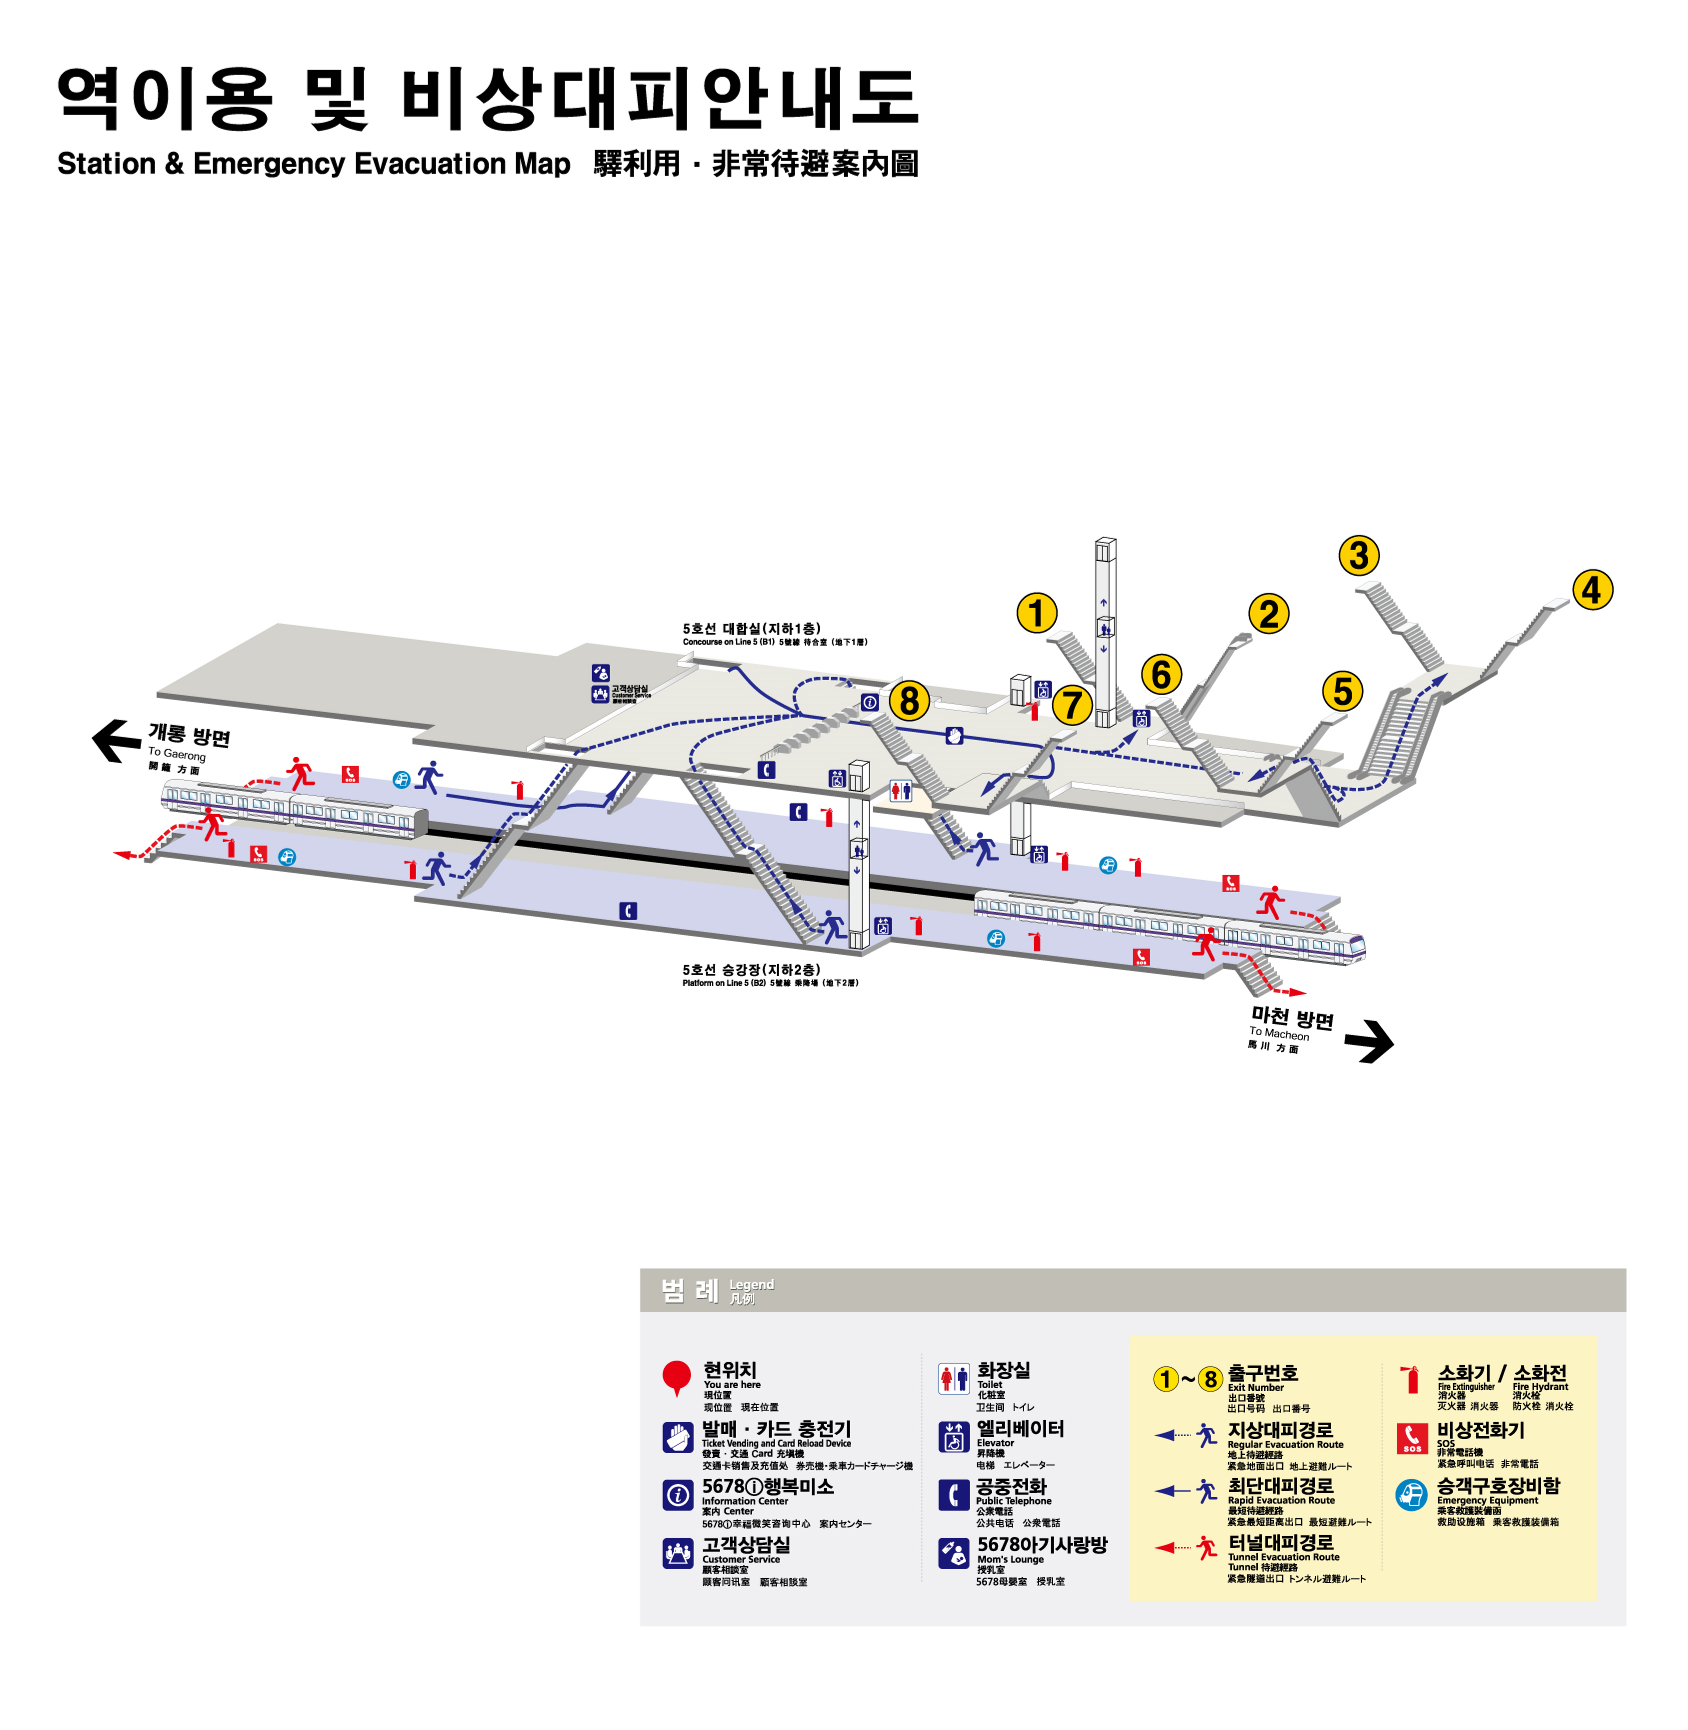 역이용 및 비상대피안내도
Station & Emergency Evacuation Map 驛利用 · 非常待避案內圖
3
4
1
2
5호선 대합실(지하1층)
Concourse on Line 5 (B1) 5號線 待合室 (地下1層)
6
고객상담실
Customer Service
顧客相談室
5
8
7
개롱 방면
To Gaerong
開籠 方面
SOS
SOS
SOS
SOS
5호선 승강장(지하2층)
Platform on Line 5 (B2) 5號線 乘降場 (地下2層)
마천 방면
To Macheon
馬川 方面
범 례 Legend
凡例
현위치
You are here
現位置
现位置 現在位置
발매 · 카드 충전기
Ticket Vending and Card Reload Device
發賣 · 交通 Card 充塡機
交通卡销售及充值处 券売機・乗車カードチャージ機
5678ⓘ행복미소
Information Center
案内 Center
5678ⓘ幸福微笑咨询中心 案内センター
고객상담실
Customer Service
顧客相談室
顾客问讯室 顧客相談室
화장실
Toilet
化粧室
卫生间 トイレ
엘리베이터
Elevator
昇降機
电梯 エレベーター
공중전화
Public Telephone
公衆電話
公共电话 公衆電話
5678아기사랑방
Mom's Lounge
授乳室
5678母婴室 授乳室
1 ~ 8 출구번호
Exit Number
出口番號
出口号码 出口番号
지상대피경로
Regular Evacuation Route
地上待避經路
紧急地面出口 地上避難ルート
최단대피경로
Rapid Evacuation Route
最短待避經路
紧急最短距离出口 最短避難ルート
터널대피경로
Tunnel Evacuation Route
Tunnel 待避經路
紧急隧道出口 トンネル避難ルート
소화기 / 소화전
Fire Extinguisher Fire Hydrant
消火器 消火栓
灭火器 消火器 防火栓 消火栓
SOS
비상전화기
SOS
非常電話機
紧急呼叫电话 非常電話
승객구호장비함
Emergency Equipment
乘客救護裝備函
救助设施箱 乗客救護装備箱